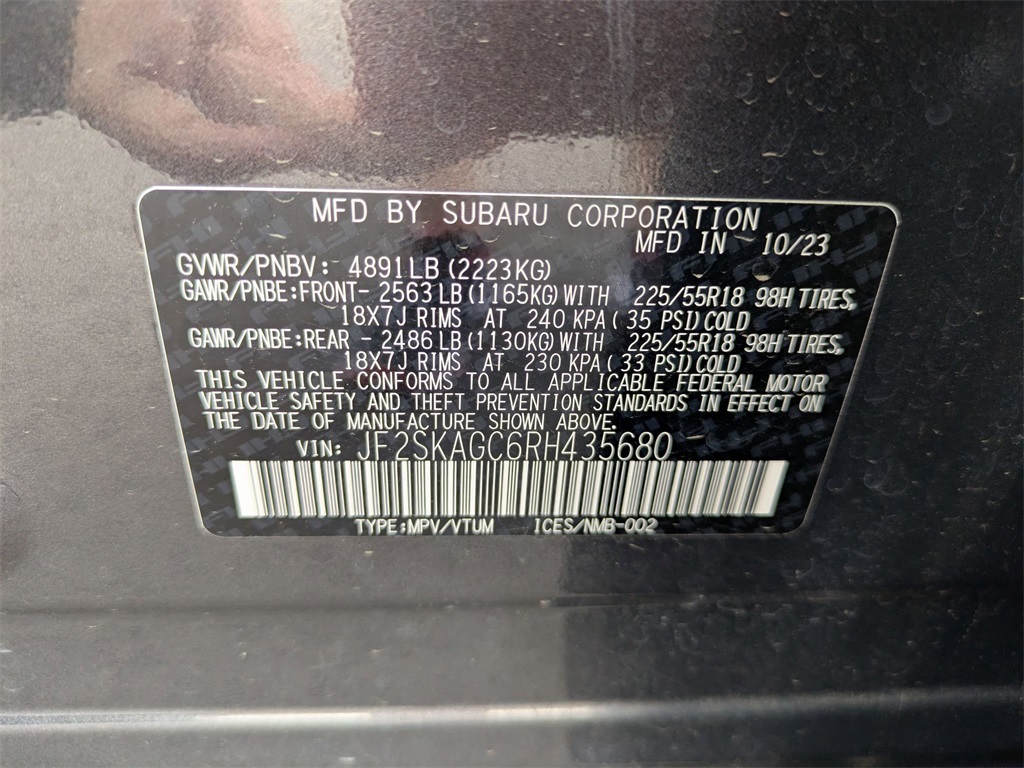 MFD BY SUBARU CORPORATION
MFD IN 10/23
GVWR/PNBV: 4891LB (2223KG)
GAWR/PNBE:FRONT- 2563LB(1165KG)WITH 225/55R18 98H TIRES,
18X7J RIMS AT 240 KPA( 35 PSI)COLD
GAWR/PNBE:REAR - 2486LB(1130KG)WITH 225/55R18 98H TIRES,
18X7J RIMS AT 230 KPA( 33 PSI)COLD
THIS VEHICLE CONFORMS TO ALL APPLICABLE FEDERAL MOTOR
VEHICLE SAFETY AND THEFT PREVENTION STANDARDS IN EFFECT ON
THE DATE OF MANUFACTURE SHOWN ABOVE.
VIN: JF2SKAGC6RH435680
TYPE:MPV/VTUM ICES/NMB-002